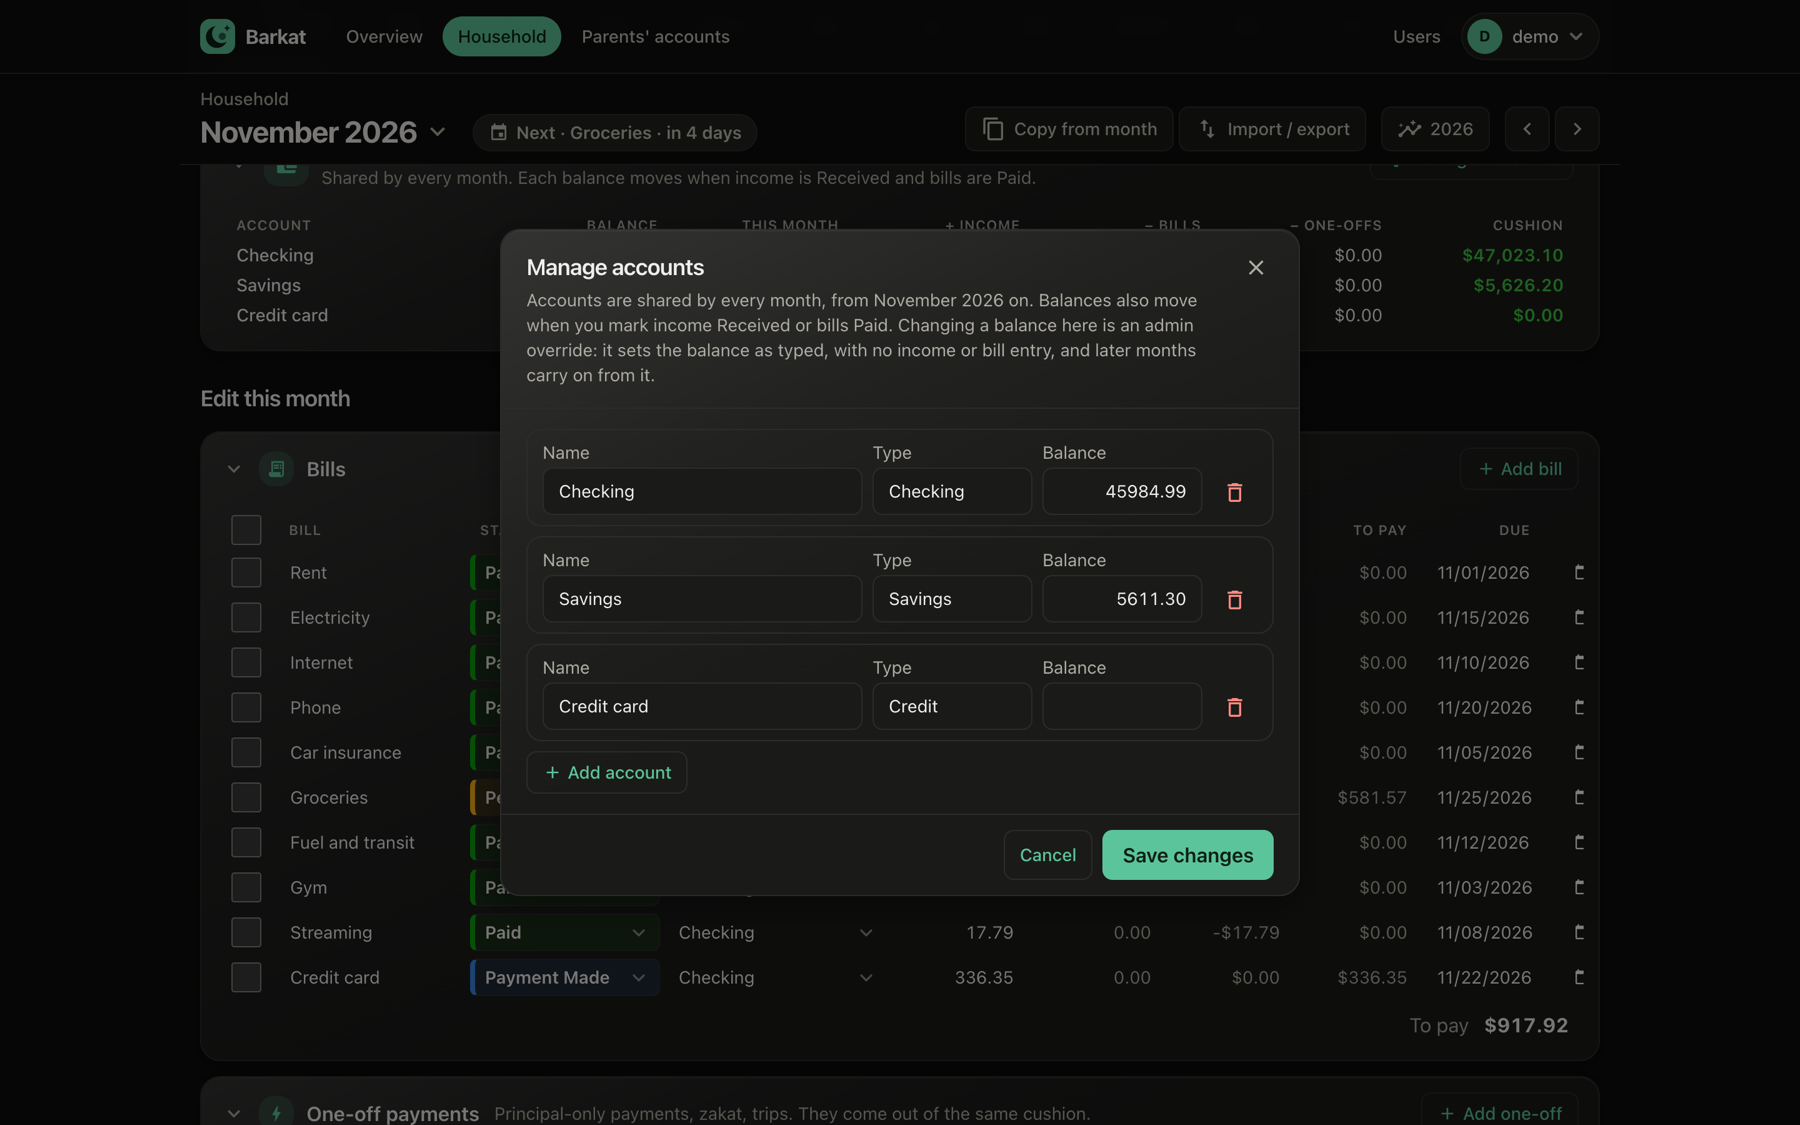 Barkat
Overview
Household
Parents' accounts
Users
D
demo
Household
November 2026
Next · Groceries · in 4 days
Copy from month
Import / export
2026
Shared by every month. Each balance moves when income is Received and bills are Paid.
ACCOUNT
BALANCE
THIS MONTH
+ INCOME
– BILLS
– ONE-OFFS
CUSHION
Checking
$0.00
$47,023.10
Savings
$0.00
$5,626.20
Credit card
$0.00
$0.00
Manage accounts
Accounts are shared by every month, from November 2026 on. Balances also move
when you mark income Received or bills Paid. Changing a balance here is an admin
override: it sets the balance as typed, with no income or bill entry, and later months
carry on from it.
Name
Type
Balance
Checking
Checking
45984.99
Name
Type
Balance
Savings
Savings
5611.30
Name
Type
Balance
Credit card
Credit
+ Add account
Cancel
Save changes
Edit this month
Bills
+ Add bill
BILL
TO PAY
DUE
Rent
$0.00
11/01/2026
Electricity
$0.00
11/15/2026
Internet
$0.00
11/10/2026
Phone
$0.00
11/20/2026
Car insurance
$0.00
11/05/2026
Groceries
$581.57
11/25/2026
Fuel and transit
$0.00
11/12/2026
Gym
$0.00
11/03/2026
Streaming
Paid
Checking
17.79
0.00
-$17.79
$0.00
11/08/2026
Credit card
Payment Made
Checking
336.35
0.00
$0.00
$336.35
11/22/2026
To pay $917.92
One-off payments
Principal-only payments, zakat, trips. They come out of the same cushion.
+ Add one-off